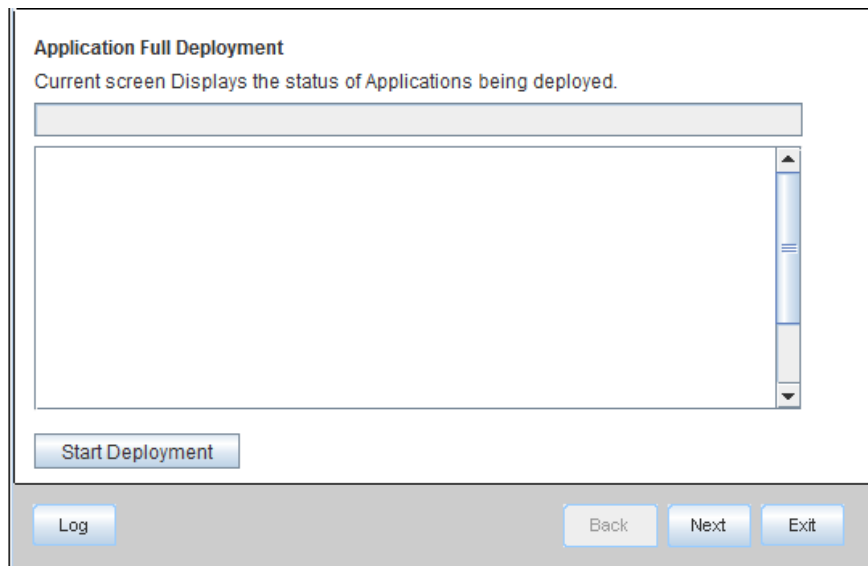 Application Full Deployment
Current screen Displays the status of Applications being deployed.
Start Deployment
Log
Back
Next
Exit